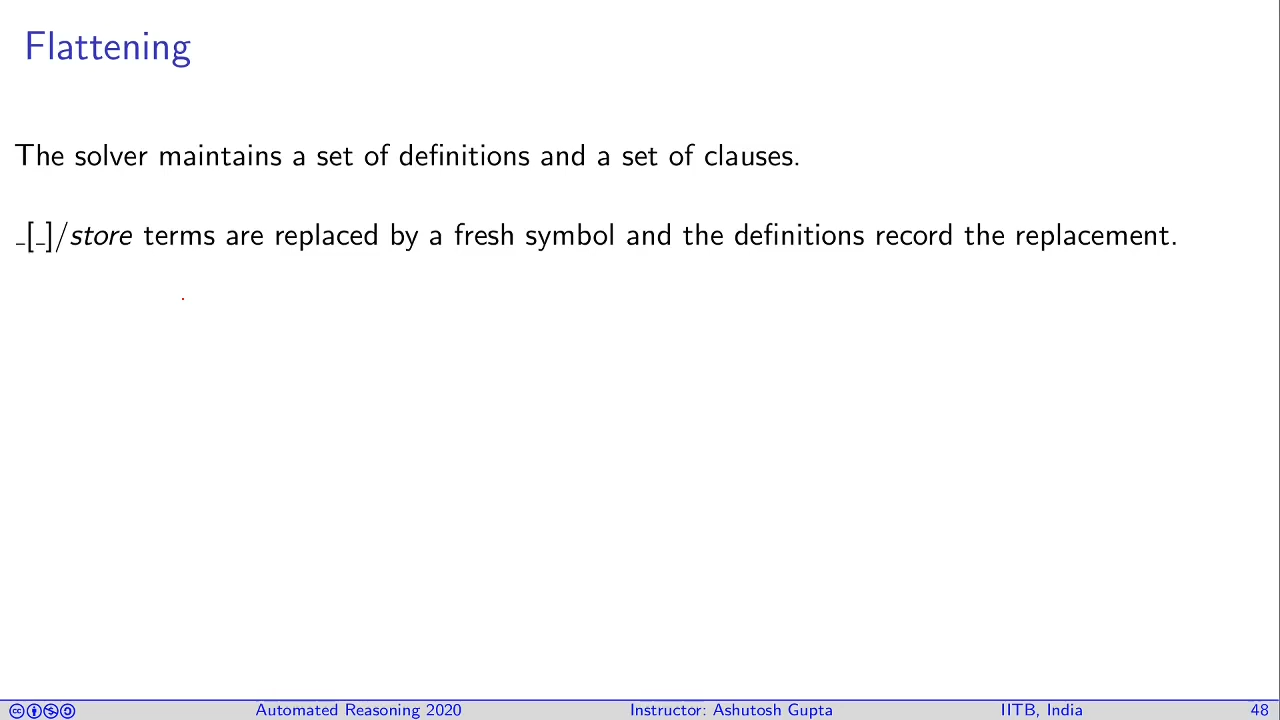 Flattening
The solver maintains a set of definitions and a set of clauses.
_[_]/store terms are replaced by a fresh symbol and the definitions record the replacement.
Automated Reasoning 2020 Instructor: Ashutosh Gupta IITB, India 48